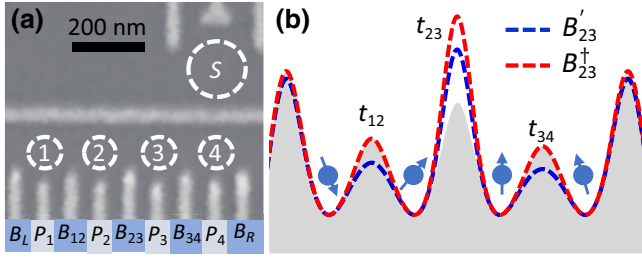 (a)
200 nm
S
1 2 3 4
B_L P_1 B_12 P_2 B_23 P_3 B_34 P_4 B_R
(b)
t_23
B′_23
B†_23
t_12
t_34